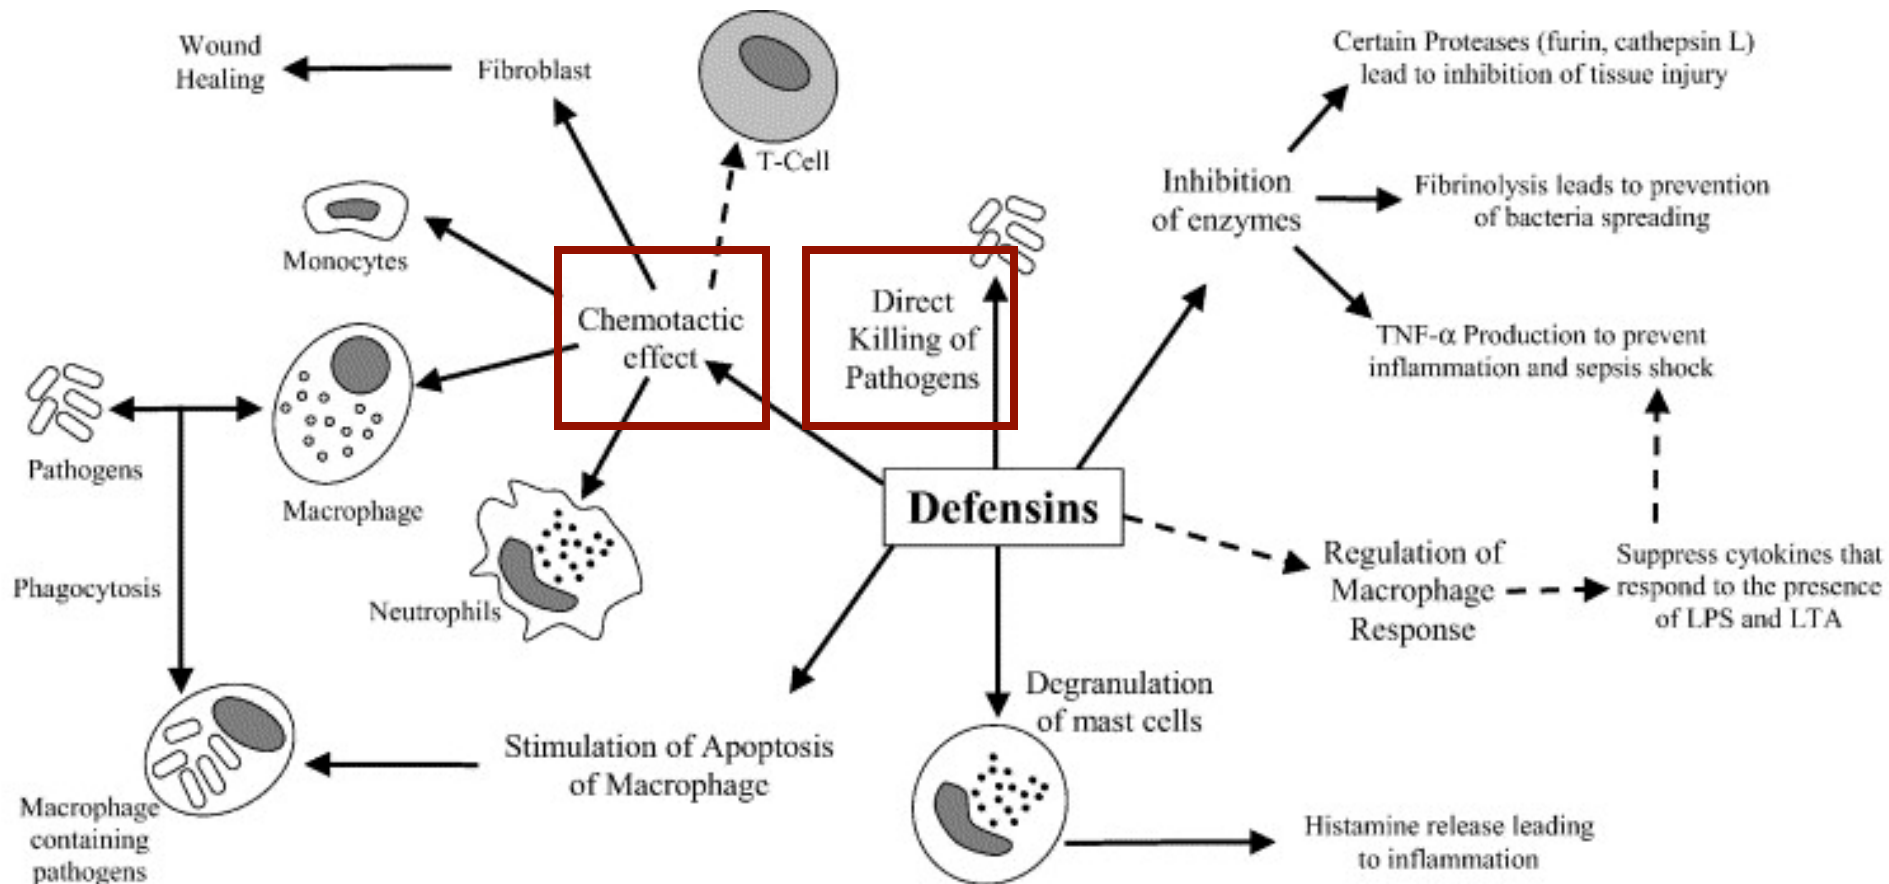 Wound
Healing
Fibroblast
T-Cell
Monocytes
Chemotactic
effect
Direct
Killing of
Pathogens
Inhibition
of enzymes
Certain Proteases (furin, cathepsin L)
lead to inhibition of tissue injury
Fibrinolysis leads to prevention
of bacteria spreading
TNF-α Production to prevent
inflammation and sepsis shock
Pathogens
Macrophage
Phagocytosis
Neutrophils
Defensins
Regulation of
Macrophage
Response
Suppress cytokines that
respond to the presence
of LPS and LTA
Degranulation
of mast cells
Stimulation of Apoptosis
of Macrophage
Macrophage
containing
pathogens
Histamine release leading
to inflammation